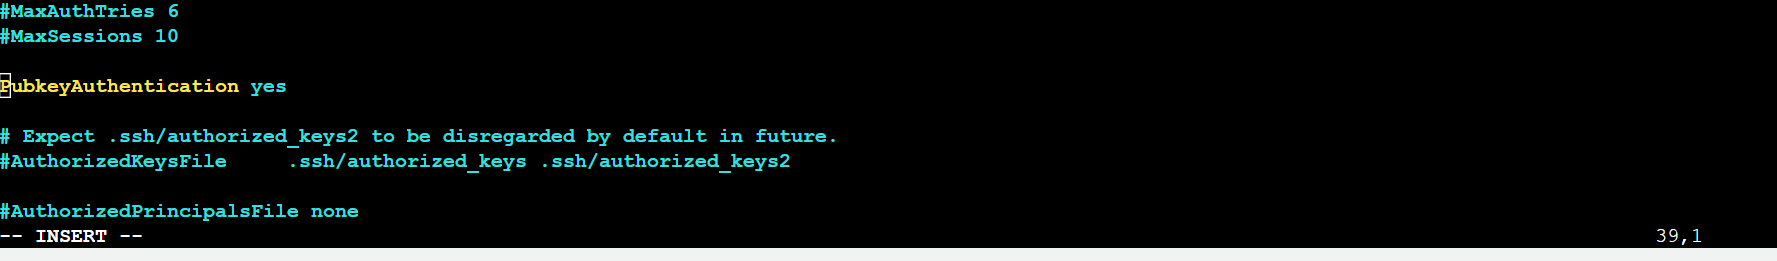 #MaxAuthTries 6
#MaxSessions 10
PubkeyAuthentication yes
# Expect .ssh/authorized_keys2 to be disregarded by default in future.
#AuthorizedKeysFile     .ssh/authorized_keys .ssh/authorized_keys2
#AuthorizedPrincipalsFile none
-- INSERT -- 39,1